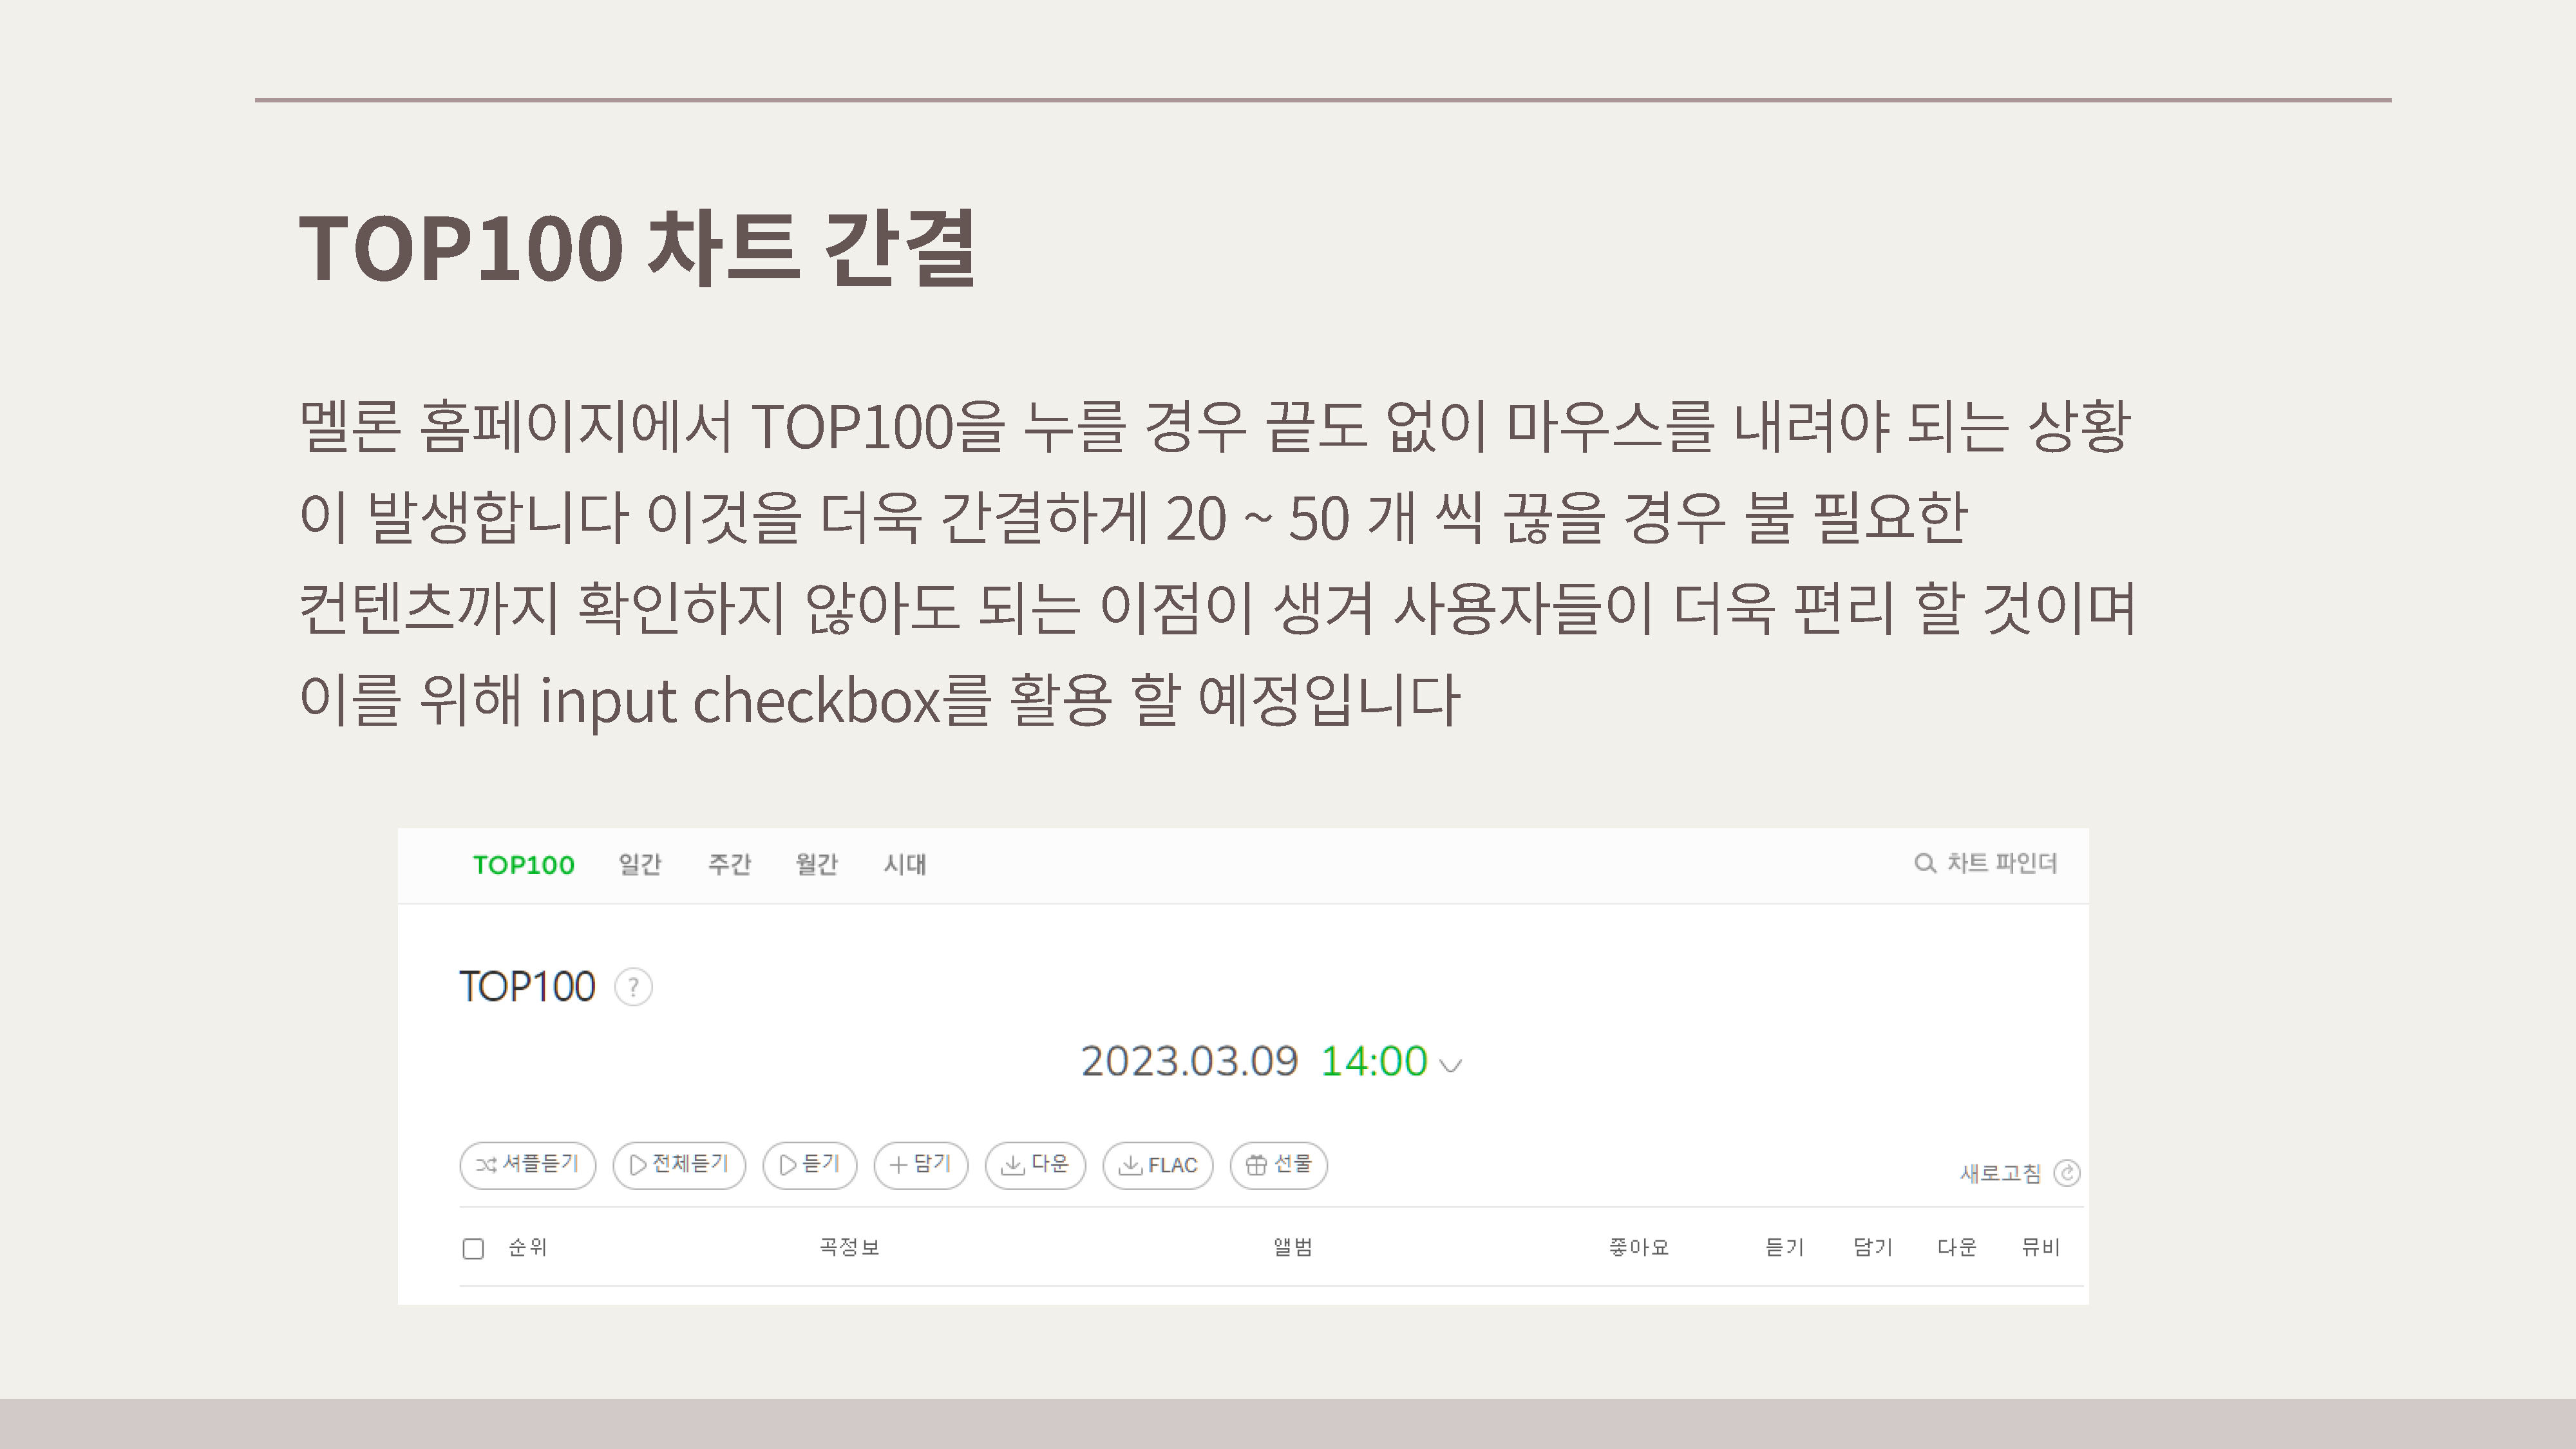 TOP100 차트 간결
멜론 홈페이지에서 TOP100을 누를 경우 끝도 없이 마우스를 내려야 되는 상황
이 발생합니다 이것을 더욱 간결하게 20 ~ 50 개 씩 끊을 경우 불 필요한
컨텐츠까지 확인하지 않아도 되는 이점이 생겨 사용자들이 더욱 편리 할 것이며
이를 위해 input checkbox를 활용 할 예정입니다
TOP100 일간 주간 월간 시대 차트 파인더
TOP100 ?
2023.03.09 14:00
셔플듣기 전체듣기 듣기 담기 다운 FLAC 선물 새로고침
순위 곡정보 앨범 좋아요 듣기 담기 다운 뮤비